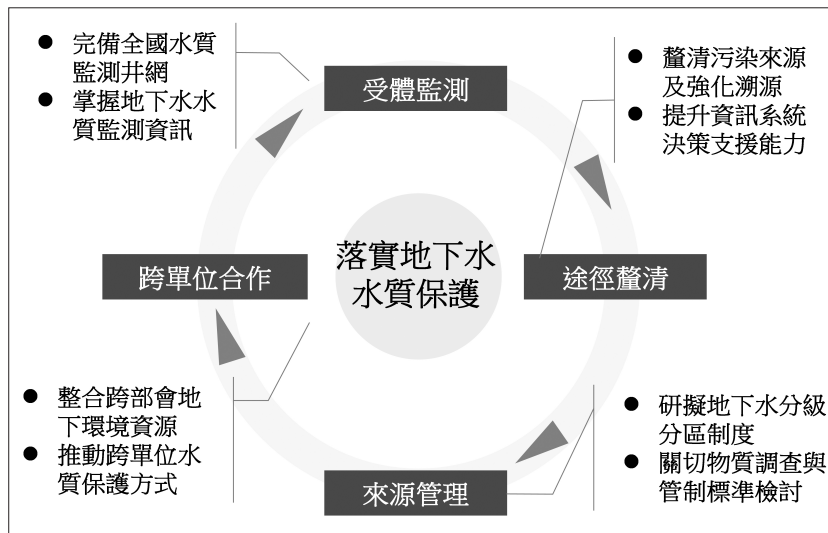 ● 完備全國水質
監測井網
● 掌握地下水水
質監測資訊
受體監測
● 釐清污染來源
及強化溯源
● 提升資訊系統
決策支援能力
跨單位合作
落實地下水
水質保護
途徑釐清
● 整合跨部會地
下環境資源
● 推動跨單位水
質保護方式
來源管理
● 研擬地下水分級
分區制度
● 關切物質調查與
管制標準檢討